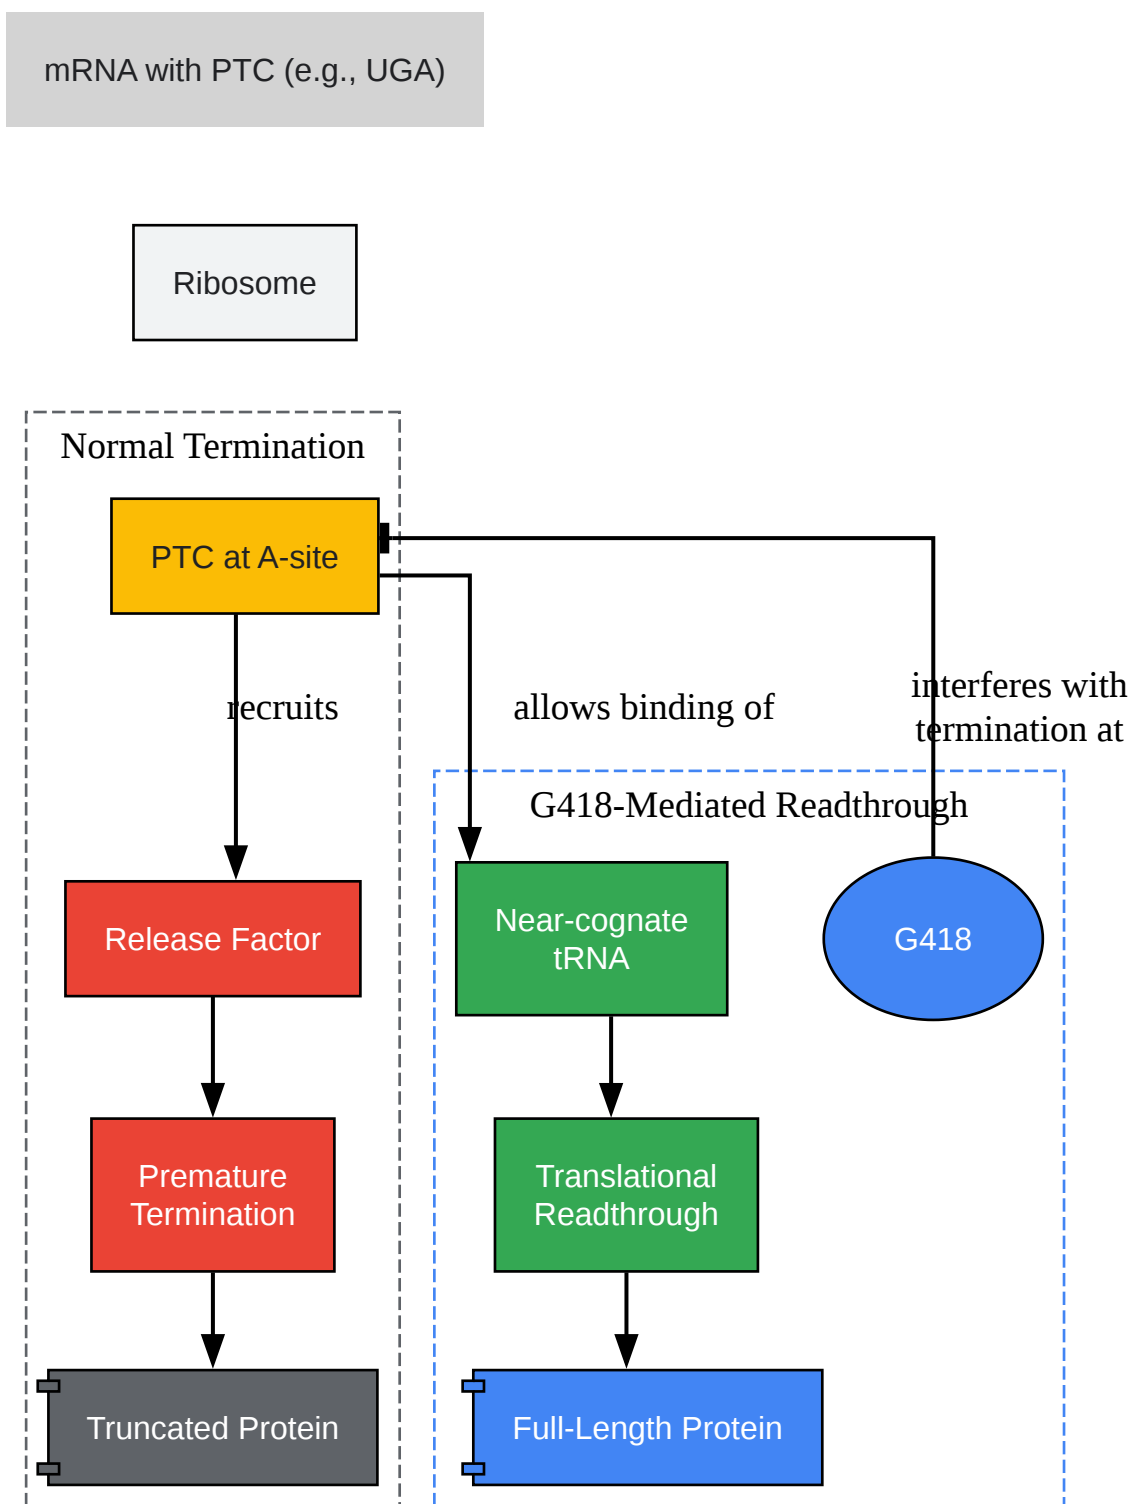 mRNA with PTC (e.g., UGA)
Ribosome
Normal Termination
PTC at A-site
recruits
allows binding of
interferes with
termination at
G418-Mediated Readthrough
Release Factor
Near-cognate
tRNA
G418
Premature
Termination
Translational
Readthrough
Truncated Protein
Full-Length Protein